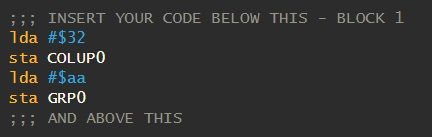 ;;; INSERT YOUR CODE BELOW THIS - BLOCK 1
lda #$32
sta COLUP0
lda #$aa
sta GRP0
;;; AND ABOVE THIS